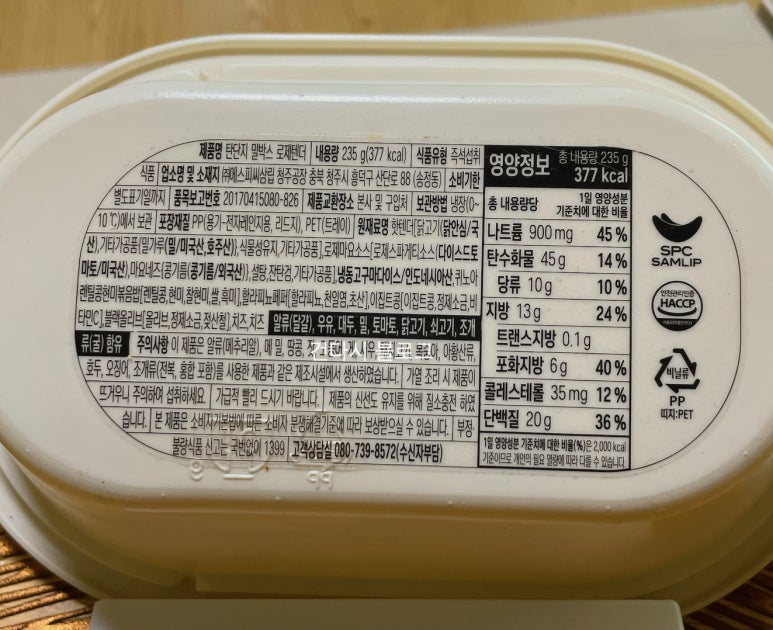 제품명 탄단지 밀박스 로제텐더 내용량 235 g(377 kcal) 식품유형 즉석섭취
식품 업소명 및 소재지 ㈜에스피씨삼립 청주공장 충북 청주시 흥덕구 산단로 88 (송정동) 소비기한
별도표기일까지 품목보고번호 20170415080-826 제품교환장소 본사 및 구입처 보관방법 냉장(0~
10 ℃)에서 보관 포장재질 PP(용기-전자레인지용, 리드지), PET(트레이) 원재료명 핫텐더[닭고기(닭안심/국
산),기타가공품(밀가루(밀/미국산,호주산)),식물성유지,기타가공품],로제마요소스[로제스파게티소스(다이스드토
마토/미국산),마요네즈(콩기름(콩기름/외국산)),설탕,전란검,기타가공품],냉동고구마다이스/인도네시아산,퀴노아
렌틸콩현미볶음밥[렌틸콩,현미,찰현미,쌀,흑미],할라피뇨페퍼[할라피뇨,천일염,초산],이집트콩[이집트콩,정제소금,비
타민C],블랙올리브[올리브,정제소금,젖산철],치즈,치즈 알류(달걀), 우유, 대두, 밀, 토마토, 닭고기, 쇠고기, 조개
류(굴) 함유 주의사항 이 제품은 알류(메추리알), 메밀, 땅콩, 아황산류,
호두, 오징어, 조개류(전복, 홍합 포함)를 사용한 제품과 같은 제조시설에서 생산하였습니다. 가열 조리 시 제품이
뜨거우니 주의하여 섭취하세요. 가급적 빨리 드시기 바랍니다. 제품의 신선도 유지를 위해 질소충전 하였
습니다. 본 제품은 소비자기본법에 따른 소비자 분쟁해결기준에 따라 보상받으실 수 있습니다. 부정·
불량식품 신고는 국번없이 1399 고객상담실 080-739-8572(수신자부담)
영양정보 총 내용량 235 g
377 kcal
총 내용량당 1일 영양성분 기준치에 대한 비율
나트륨 900 mg 45 %
탄수화물 45 g 14 %
당류 10 g 10 %
지방 13 g 24 %
트랜스지방 0.1 g
포화지방 6 g 40 %
콜레스테롤 35 mg 12 %
단백질 20 g 36 %
1일 영양성분 기준치에 대한 비율(%)은 2,000 kcal
기준이므로 개인의 필요 열량에 따라 다를 수 있습니다.
SPC
SAMLIP
안전관리인증
HACCP
비닐류
PP
띠지:PET
PP